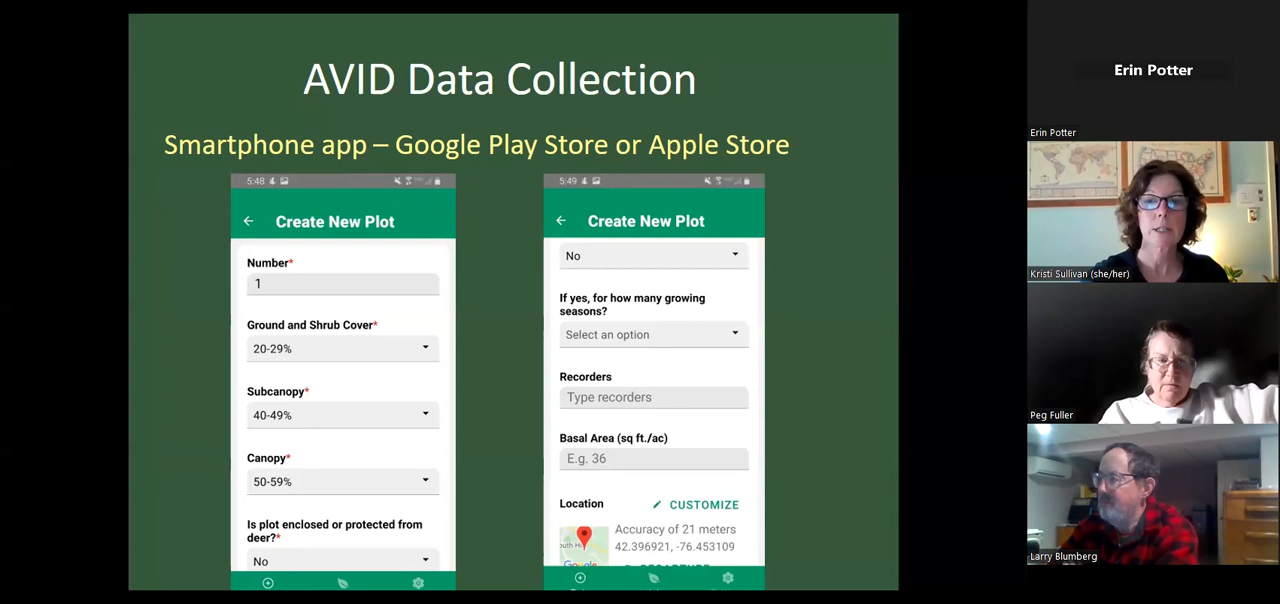 AVID Data Collection
Smartphone app – Google Play Store or Apple Store
5:48
Create New Plot
Number*
1
Ground and Shrub Cover*
20-29%
Subcanopy*
40-49%
Canopy*
50-59%
Is plot enclosed or protected from
deer?*
No
5:49
Create New Plot
No
If yes, for how many growing
seasons?
Select an option
Recorders
Type recorders
Basal Area (sq ft./ac)
E.g. 36
Location
CUSTOMIZE
Accuracy of 21 meters
42.396921, -76.453109
Google
Erin Potter
Erin Potter
Kristi Sullivan (she/her)
Peg Fuller
Larry Blumberg